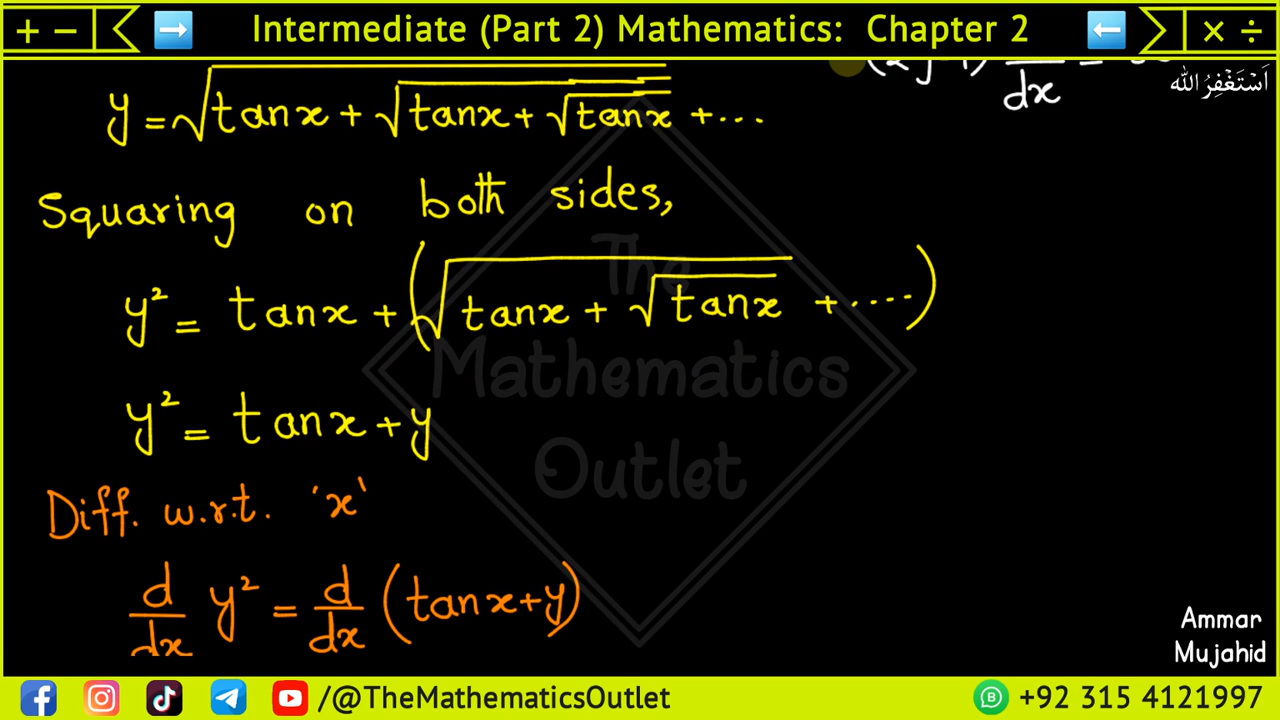 + − Intermediate (Part 2) Mathematics: Chapter 2 × ÷
dx
اَسْتَغْفِرُ الله
y = √(tanx + √(tanx + √tanx)) + ...
Squaring on both sides,
y² = tanx + (√(tanx + √tanx) + ....)
y² = tanx + y
Diff. w.r.t. 'x'
d/dx y² = d/dx (tanx+y)
The
Mathematics
Outlet
Ammar
Mujahid
/@TheMathematicsOutlet +92 315 4121997